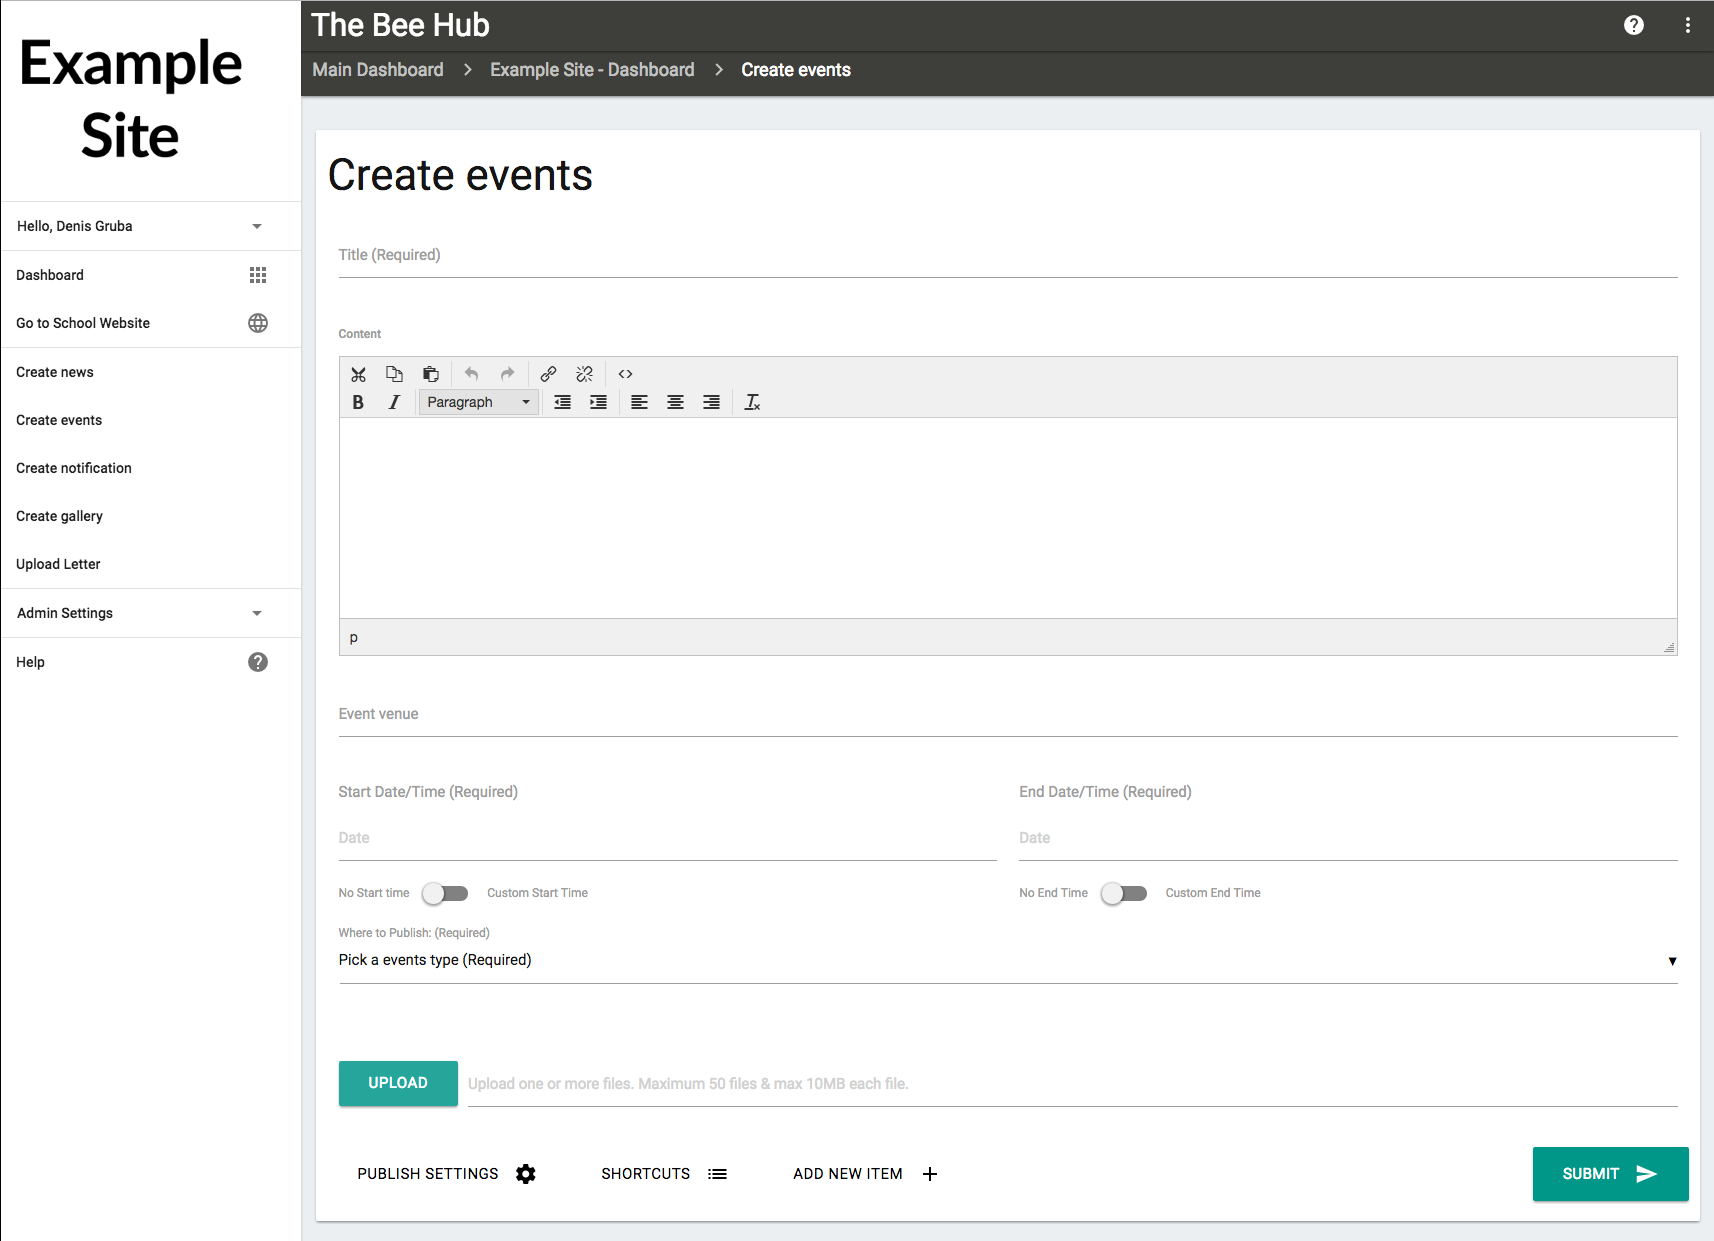 Example
Site
Hello, Denis Gruba
Dashboard
Go to School Website
Create news
Create events
Create notification
Create gallery
Upload Letter
Admin Settings
Help
The Bee Hub
Main Dashboard > Example Site - Dashboard > Create events
Create events
Title (Required)
Content
B I Paragraph
p
Event venue
Start Date/Time (Required)
Date
No Start time Custom Start Time
End Date/Time (Required)
Date
No End Time Custom End Time
Where to Publish: (Required)
Pick a events type (Required)
UPLOAD Upload one or more files. Maximum 50 files & max 10MB each file.
PUBLISH SETTINGS SHORTCUTS ADD NEW ITEM SUBMIT